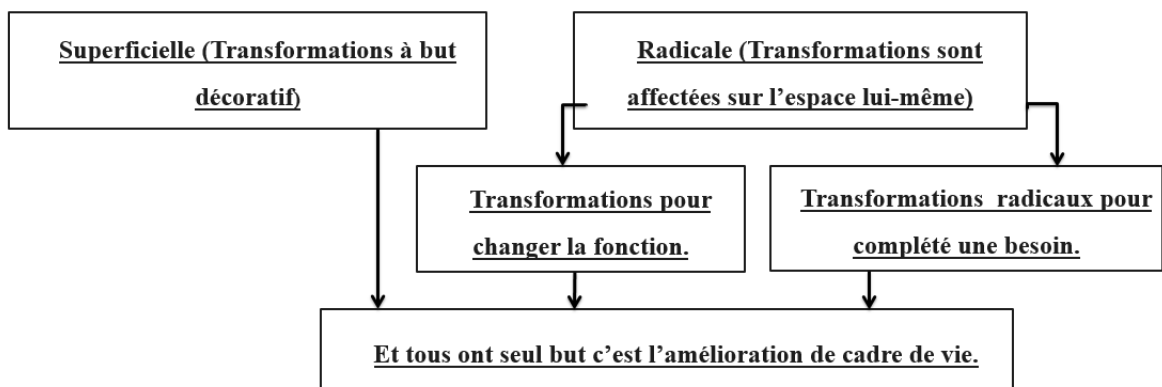 Superficielle (Transformations à but
décoratif)
Radicale (Transformations sont
affectées sur l’espace lui-même)
Transformations pour
changer la fonction.
Transformations radicaux pour
complété une besoin.
Et tous ont seul but c’est l’amélioration de cadre de vie.